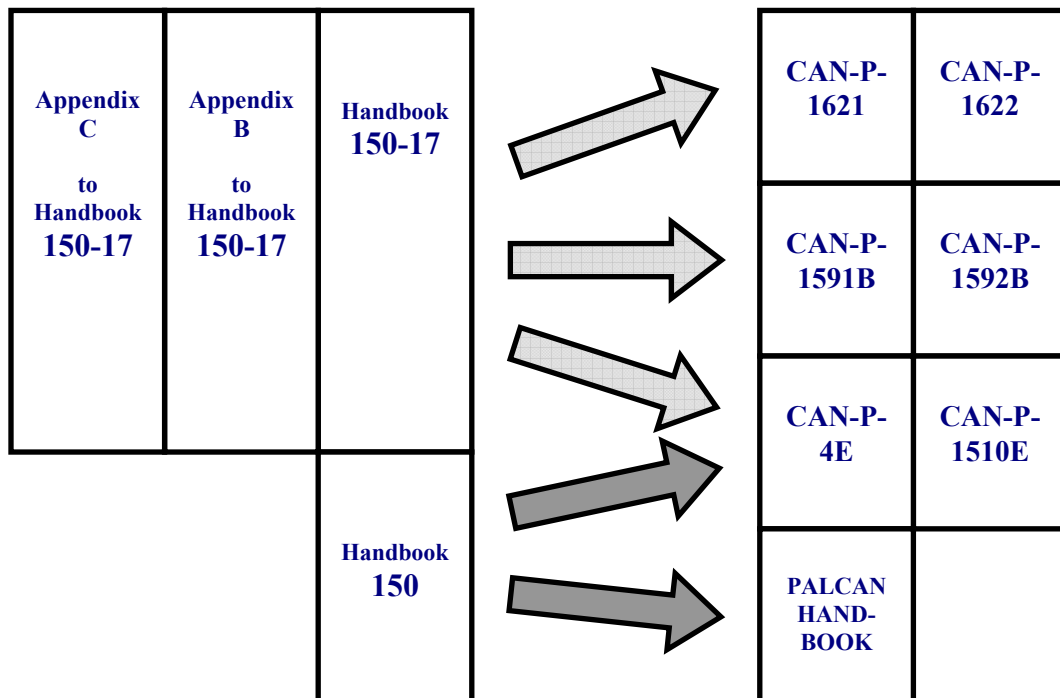 Appendix
C
to
Handbook
150-17
Appendix
B
to
Handbook
150-17
Handbook
150-17
Handbook
150
CAN-P-
1621
CAN-P-
1622
CAN-P-
1591B
CAN-P-
1592B
CAN-P-
4E
CAN-P-
1510E
PALCAN
HAND-
BOOK